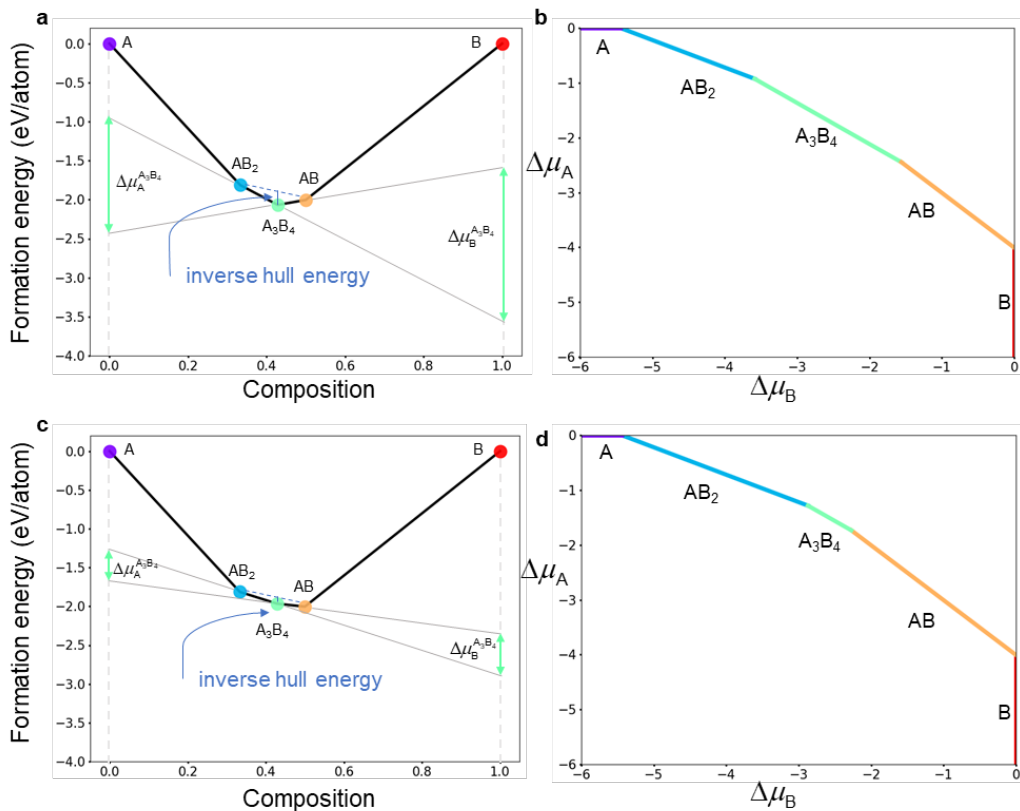 a
Formation energy (eV/atom)
0.0
−0.5
−1.0
−1.5
−2.0
−2.5
−3.0
−3.5
−4.0
A
B
AB₂
AB
A₃B₄
Δμ_A^{A₃B₄}
Δμ_B^{A₃B₄}
inverse hull energy
0.0 0.2 0.4 0.6 0.8 1.0
Composition
b
0
−1
−2
−3
−4
−5
−6
Δμ_A
A
AB₂
A₃B₄
AB
B
−6 −5 −4 −3 −2 −1 0
Δμ_B
c
Formation energy (eV/atom)
0.0
−0.5
−1.0
−1.5
−2.0
−2.5
−3.0
−3.5
−4.0
A
B
Δμ_A^{A₃B₄}
AB₂
AB
A₃B₄
Δμ_B^{A₃B₄}
inverse hull energy
0.0 0.2 0.4 0.6 0.8 1.0
Composition
d
0
−1
−2
−3
−4
−5
−6
Δμ_A
A
AB₂
A₃B₄
AB
B
−6 −5 −4 −3 −2 −1 0
Δμ_B